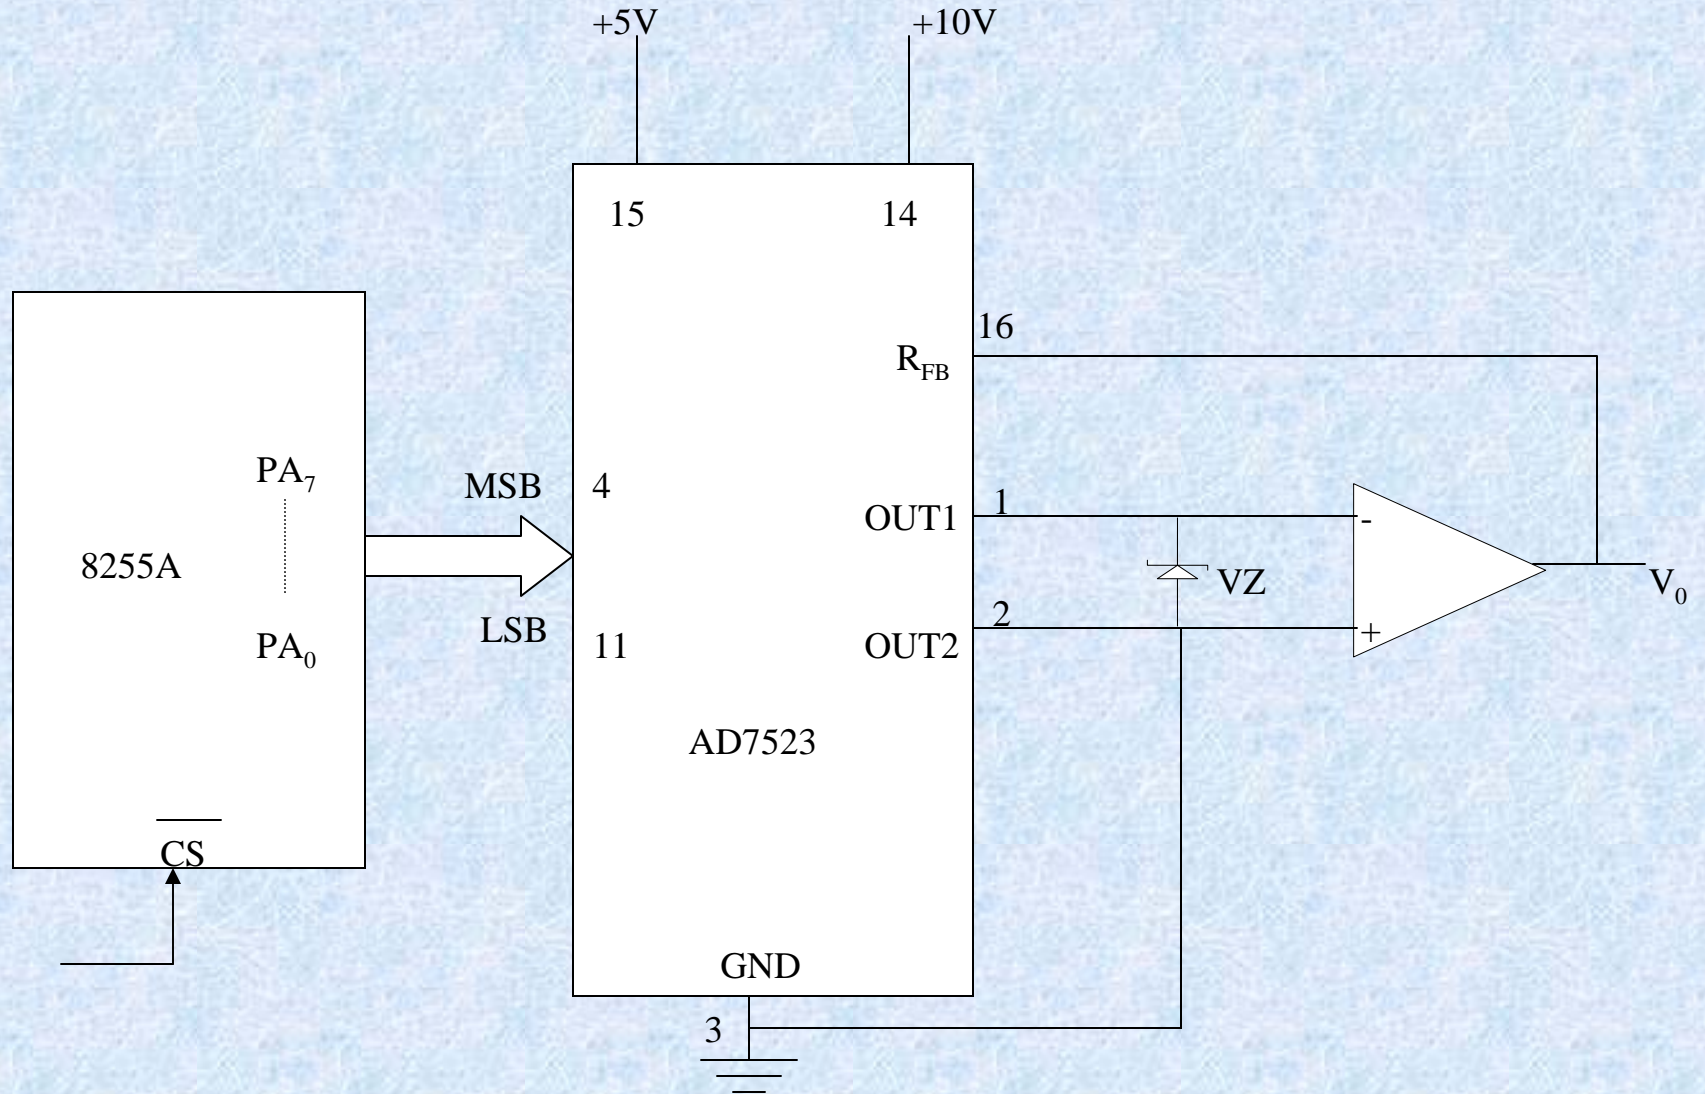 +5V
+10V
15
14
16
R_FB
PA₇
MSB
4
1
OUT1
-
8255A
VZ
V₀
LSB
2
+
PA₀
11
OUT2
AD7523
CS
GND
3